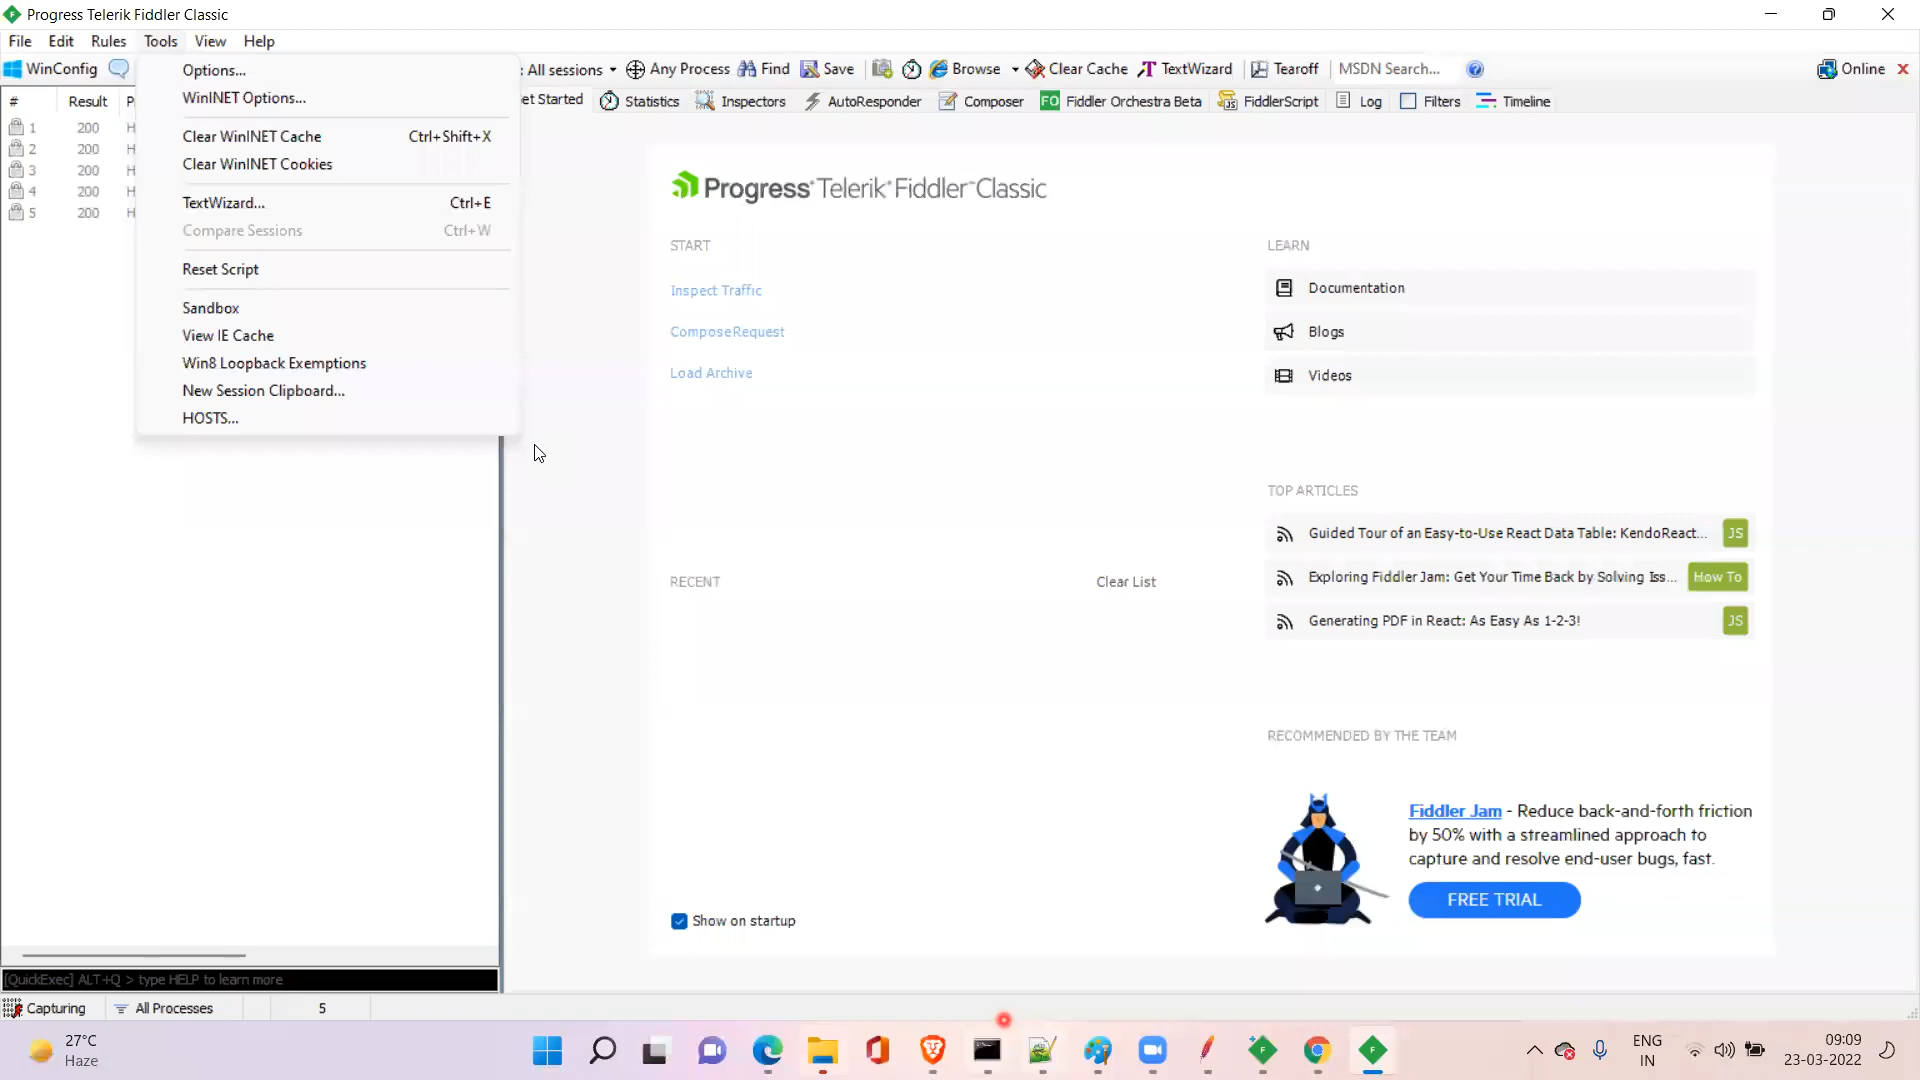 Progress Telerik Fiddler Classic
File Edit Rules Tools View Help
WinConfig
: All sessions Any Process Find Save Browse Clear Cache TextWizard Tearoff MSDN Search... Online
# Result P
et Started Statistics Inspectors AutoResponder Composer FO Fiddler Orchestra Beta FiddlerScript Log Filters Timeline
1 200 H
2 200 H
3 200 H
4 200 H
5 200 H
Options...
WinINET Options...
Clear WinINET Cache Ctrl+Shift+X
Clear WinINET Cookies
TextWizard... Ctrl+E
Compare Sessions Ctrl+W
Reset Script
Sandbox
View IE Cache
Win8 Loopback Exemptions
New Session Clipboard...
HOSTS...
Progress Telerik Fiddler Classic
START
Inspect Traffic
Compose Request
Load Archive
RECENT Clear List
Show on startup
LEARN
Documentation
Blogs
Videos
TOP ARTICLES
Guided Tour of an Easy-to-Use React Data Table: KendoReact... JS
Exploring Fiddler Jam: Get Your Time Back by Solving Iss... How To
Generating PDF in React: As Easy As 1-2-3! JS
RECOMMENDED BY THE TEAM
Fiddler Jam - Reduce back-and-forth friction
by 50% with a streamlined approach to
capture and resolve end-user bugs, fast.
FREE TRIAL
[QuickExec] ALT+Q > type HELP to learn more
Capturing All Processes 5
27°C
Haze
ENG
IN
09:09
23-03-2022